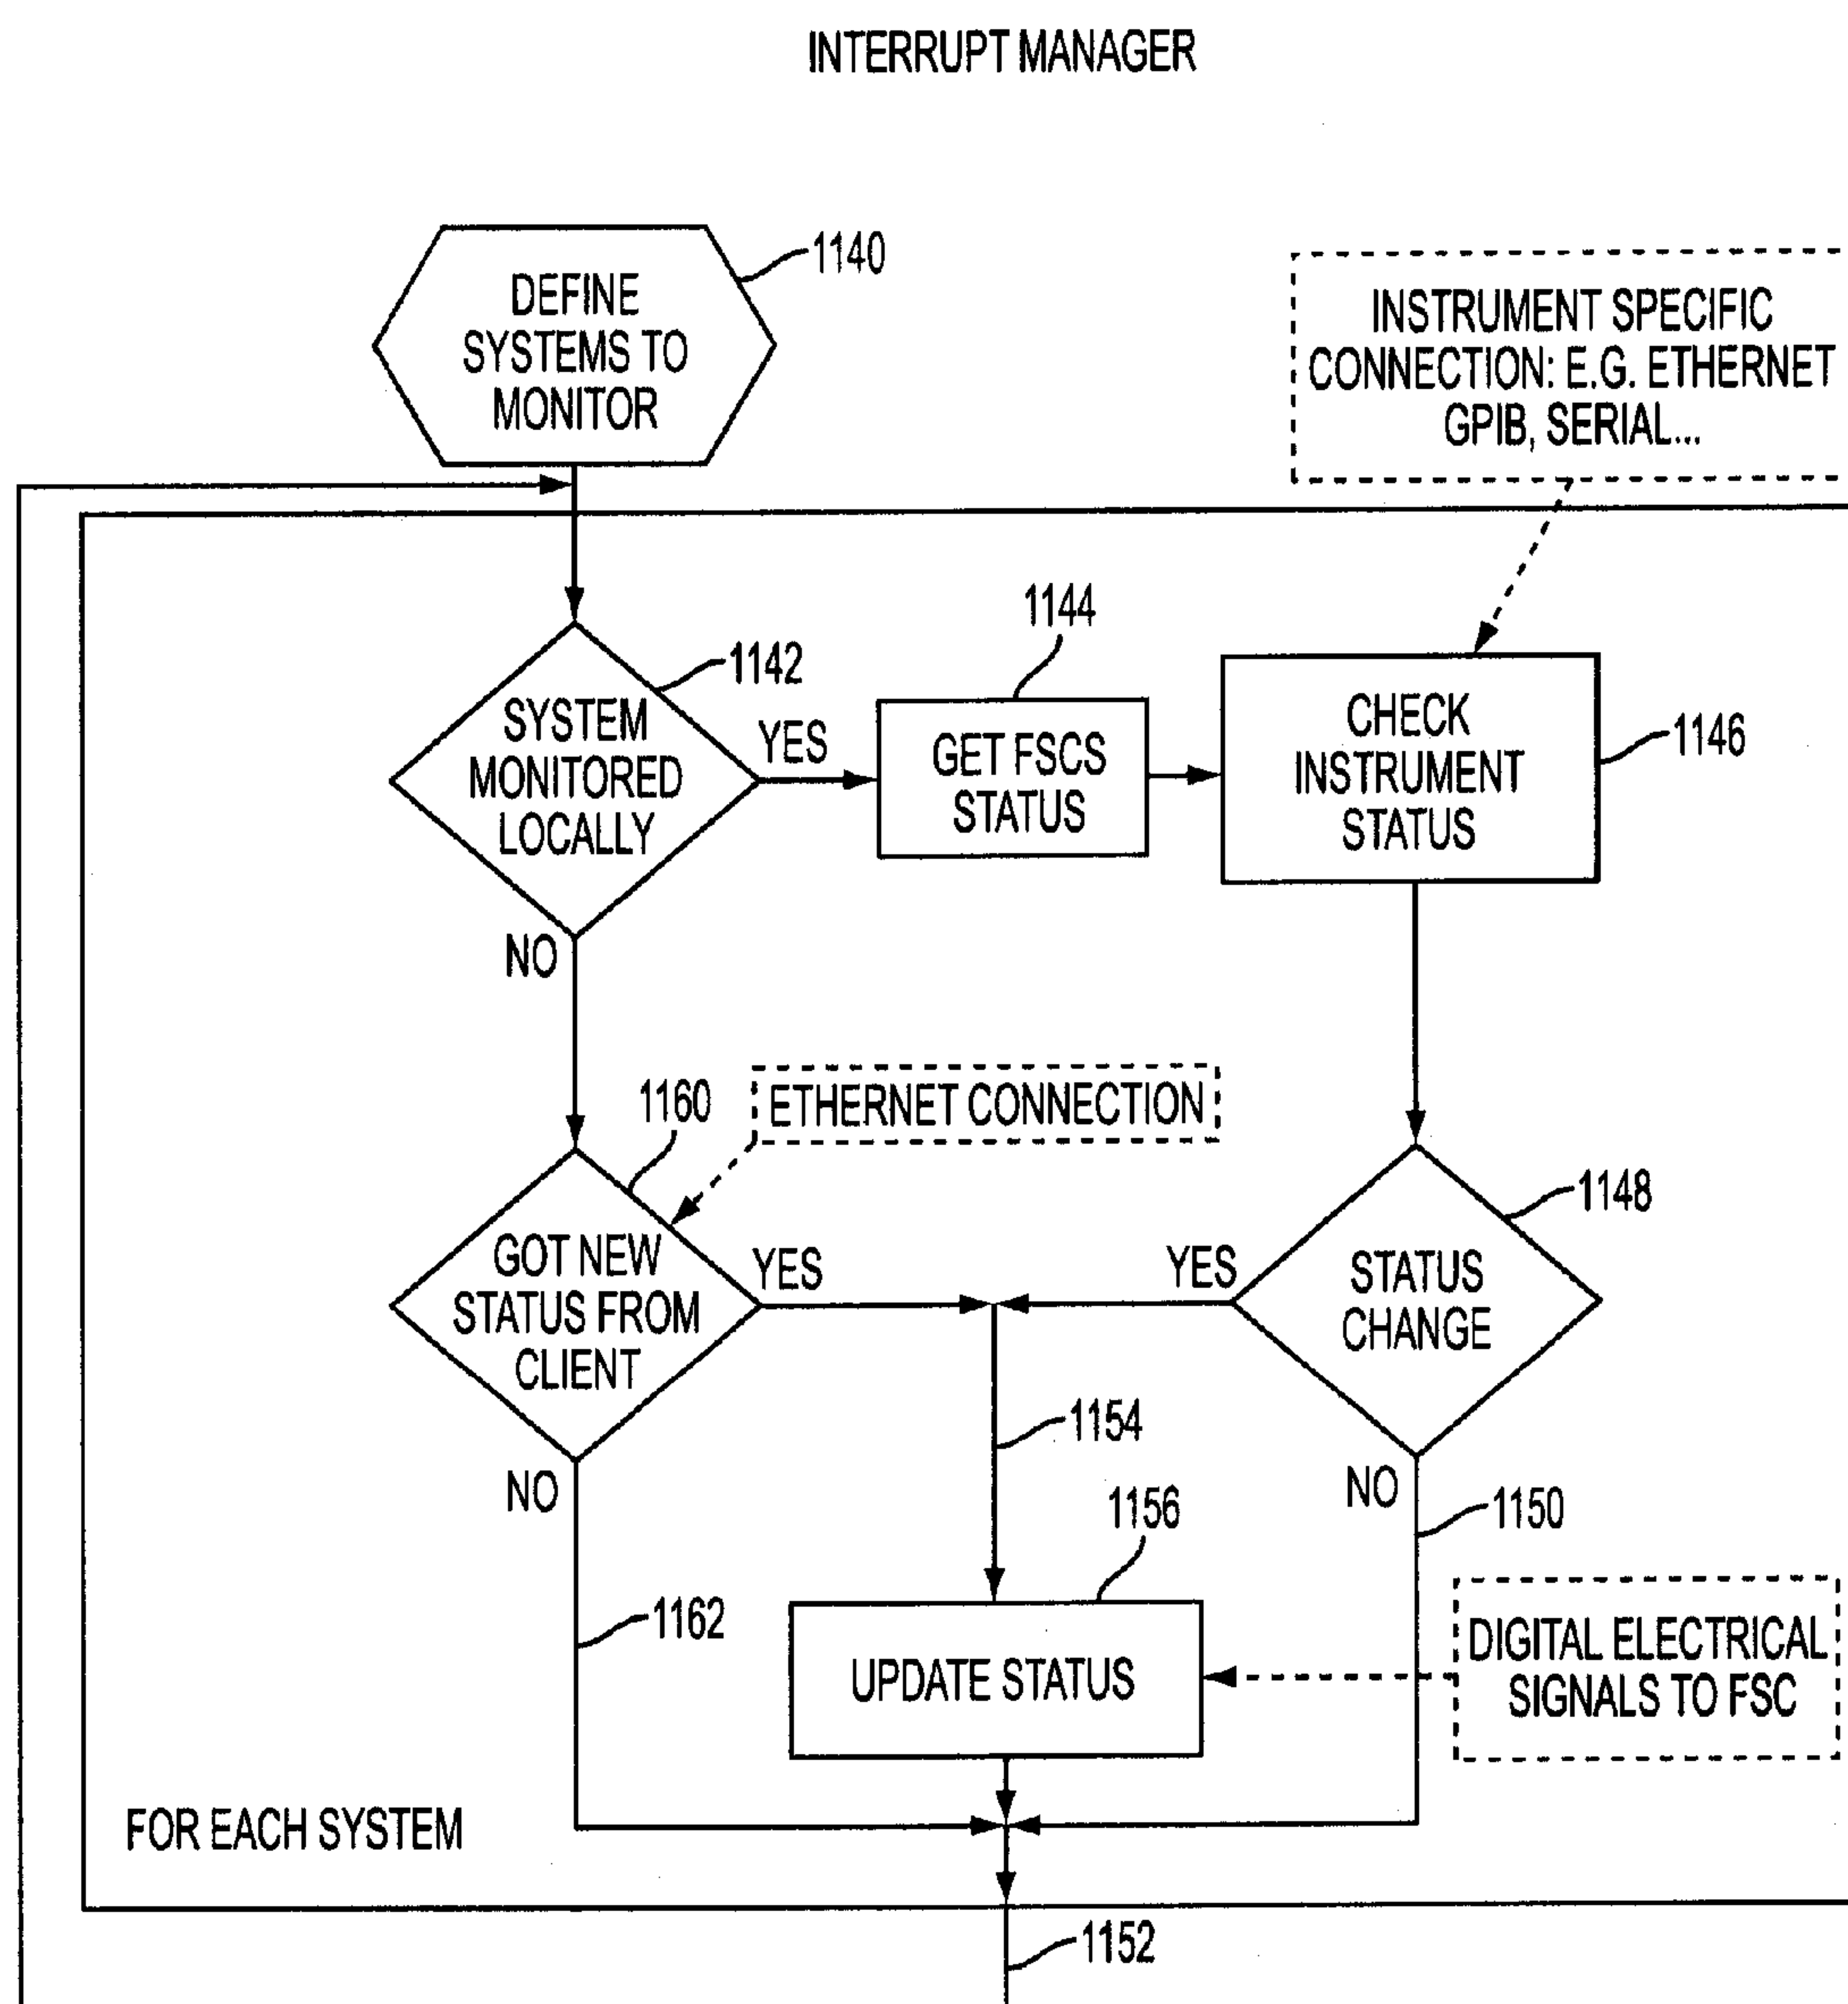 INTERRUPT MANAGER
DEFINE
SYSTEMS TO
MONITOR
1140
INSTRUMENT SPECIFIC
CONNECTION: E.G. ETHERNET
GPIB, SERIAL...
SYSTEM
MONITORED
LOCALLY
1142
YES
NO
GET FSCS
STATUS
1144
CHECK
INSTRUMENT
STATUS
1146
GOT NEW
STATUS FROM
CLIENT
1160
ETHERNET CONNECTION
YES
NO
STATUS
CHANGE
1148
YES
NO
1154
1150
1162
UPDATE STATUS
1156
DIGITAL ELECTRICAL
SIGNALS TO FSC
FOR EACH SYSTEM
1152